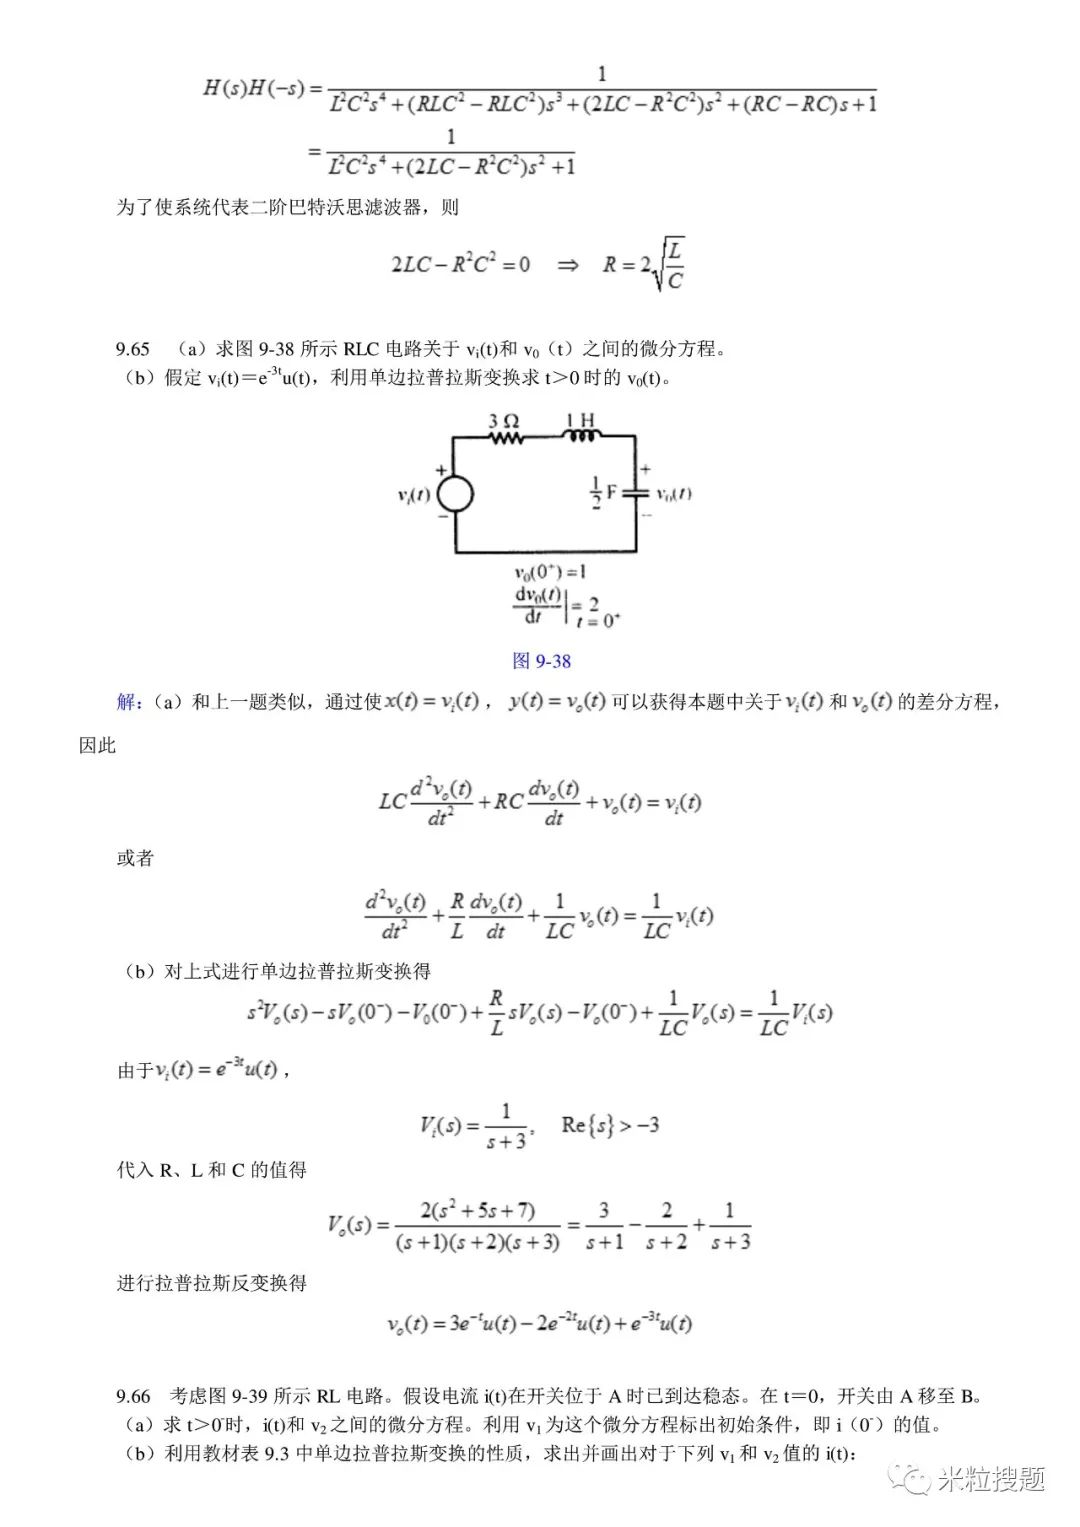 H(s)H(−s) = 1 / (L²C²s⁴ + (RLC² − RLC²)s³ + (2LC − R²C²)s² + (RC − RC)s + 1)
= 1 / (L²C²s⁴ + (2LC − R²C²)s² + 1)
为了使系统代表二阶巴特沃思滤波器，则
2LC − R²C² = 0 ⇒ R = 2√(L/C)
9.65 （a）求图 9-38 所示 RLC 电路关于 vᵢ(t)和 v₀（t）之间的微分方程。
（b）假定 vᵢ(t)＝e⁻³ᵗu(t)，利用单边拉普拉斯变换求 t＞0 时的 v₀(t)。
3 Ω 1 H
+ +
vᵢ(t) 1/2 F v₀(t)
− −
v₀(0⁺) = 1
dv₀(t)/dt | t = 0⁺ = 2
图 9-38
解:（a）和上一题类似，通过使 x(t) = vᵢ(t) ， y(t) = vₒ(t) 可以获得本题中关于 vᵢ(t) 和 vₒ(t) 的差分方程，
因此
LC d²vₒ(t)/dt² + RC dvₒ(t)/dt + vₒ(t) = vᵢ(t)
或者
d²vₒ(t)/dt² + R/L dvₒ(t)/dt + 1/LC vₒ(t) = 1/LC vᵢ(t)
（b）对上式进行单边拉普拉斯变换得
s²Vₒ(s) − sVₒ(0⁻) − V₀(0⁻) + R/L sVₒ(s) − Vₒ(0⁻) + 1/LC Vₒ(s) = 1/LC Vᵢ(s)
由于 vᵢ(t) = e⁻³ᵗu(t) ，
Vᵢ(s) = 1/(s+3), Re{s} > −3
代入 R、L 和 C 的值得
Vₒ(s) = 2(s² + 5s + 7) / ((s+1)(s+2)(s+3)) = 3/(s+1) − 2/(s+2) + 1/(s+3)
进行拉普拉斯反变换得
vₒ(t) = 3e⁻ᵗu(t) − 2e⁻²ᵗu(t) + e⁻³ᵗu(t)
9.66 考虑图 9-39 所示 RL 电路。假设电流 i(t)在开关位于 A 时已到达稳态。在 t＝0，开关由 A 移至 B。
（a）求 t＞0⁻时，i(t)和 v₂之间的微分方程。利用 v₁为这个微分方程标出初始条件，即 i（0⁻）的值。
（b）利用教材表 9.3 中单边拉普拉斯变换的性质，求出并画出对于下列 v₁和 v₂值的 i(t)：
米粒搜题